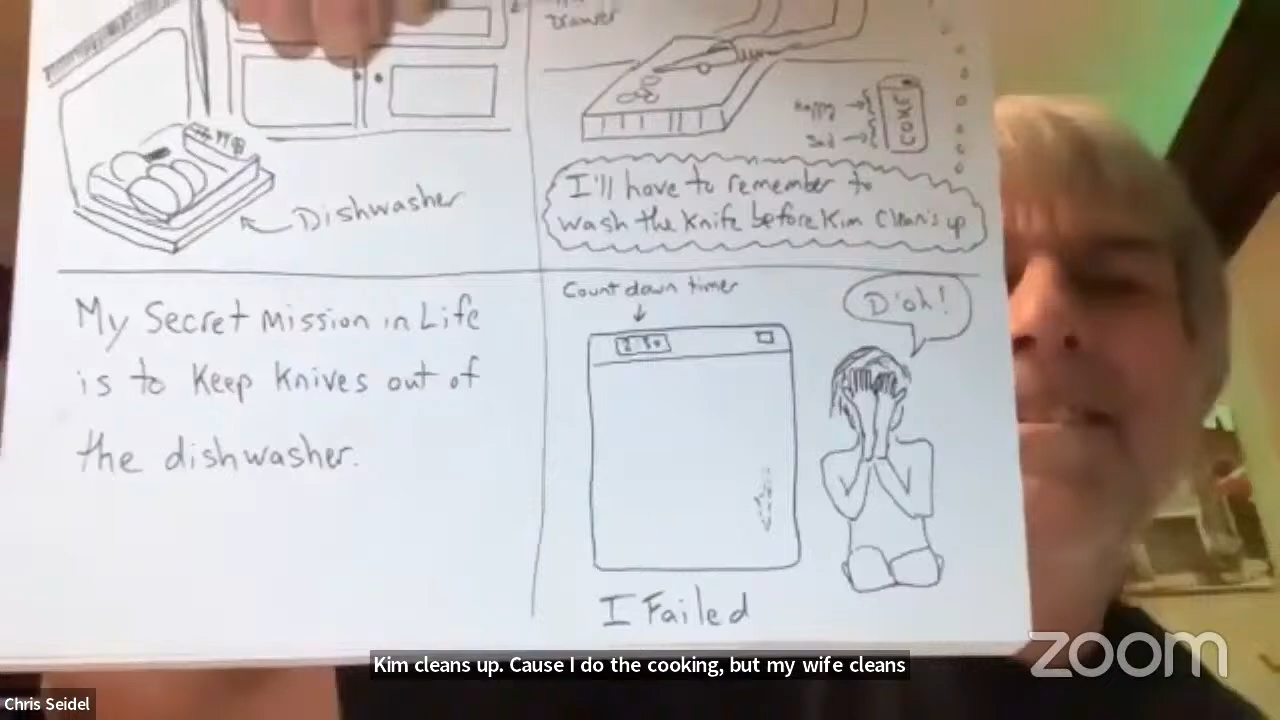 Drawer
Happy
Sad
COKE
Dishwasher
I'll have to remember to
wash the knife before Kim Clean's up
My Secret Mission in Life
is to Keep Knives out of
the dishwasher.
Count down timer
D'oh!
I Failed
Kim cleans up. Cause I do the cooking, but my wife cleans
zoom
Chris Seidel